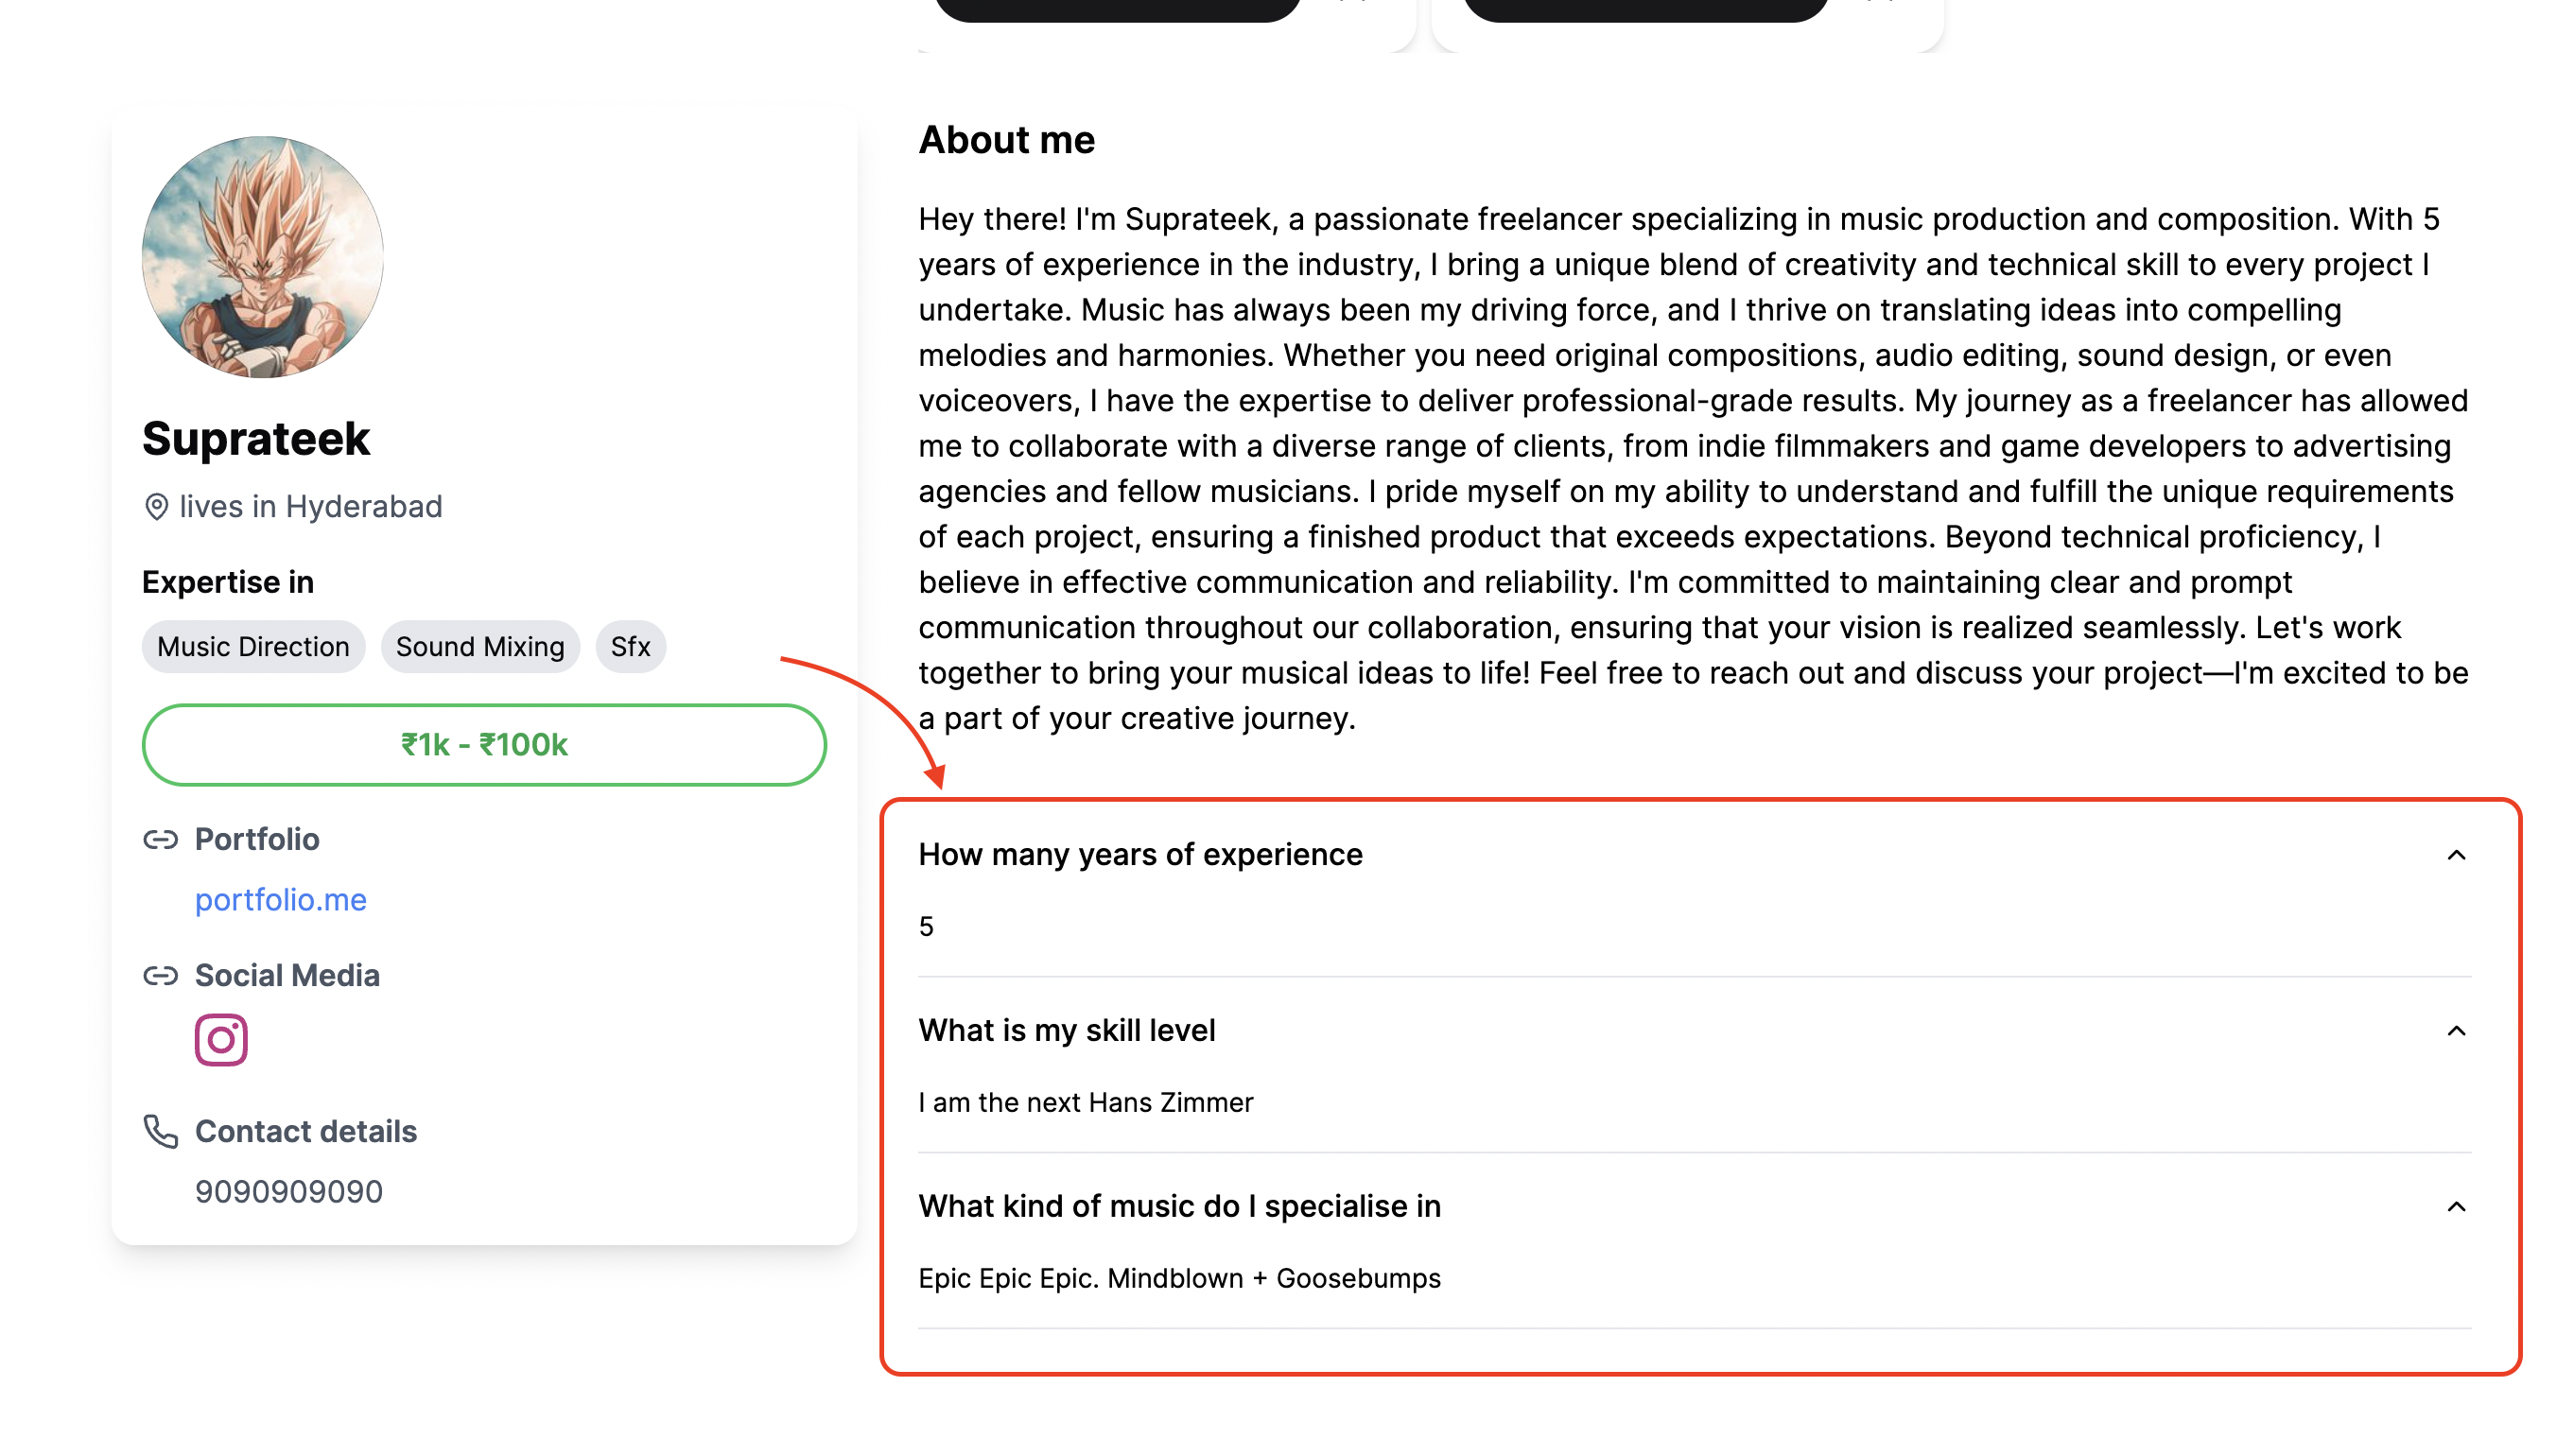 Suprateek
lives in Hyderabad
Expertise in
Music Direction
Sound Mixing
Sfx
₹1k - ₹100k
Portfolio
portfolio.me
Social Media
Contact details
9090909090
About me
Hey there! I'm Suprateek, a passionate freelancer specializing in music production and composition. With 5
years of experience in the industry, I bring a unique blend of creativity and technical skill to every project I
undertake. Music has always been my driving force, and I thrive on translating ideas into compelling
melodies and harmonies. Whether you need original compositions, audio editing, sound design, or even
voiceovers, I have the expertise to deliver professional-grade results. My journey as a freelancer has allowed
me to collaborate with a diverse range of clients, from indie filmmakers and game developers to advertising
agencies and fellow musicians. I pride myself on my ability to understand and fulfill the unique requirements
of each project, ensuring a finished product that exceeds expectations. Beyond technical proficiency, I
believe in effective communication and reliability. I'm committed to maintaining clear and prompt
communication throughout our collaboration, ensuring that your vision is realized seamlessly. Let's work
together to bring your musical ideas to life! Feel free to reach out and discuss your project—I'm excited to be
a part of your creative journey.
How many years of experience
5
What is my skill level
I am the next Hans Zimmer
What kind of music do I specialise in
Epic Epic Epic. Mindblown + Goosebumps